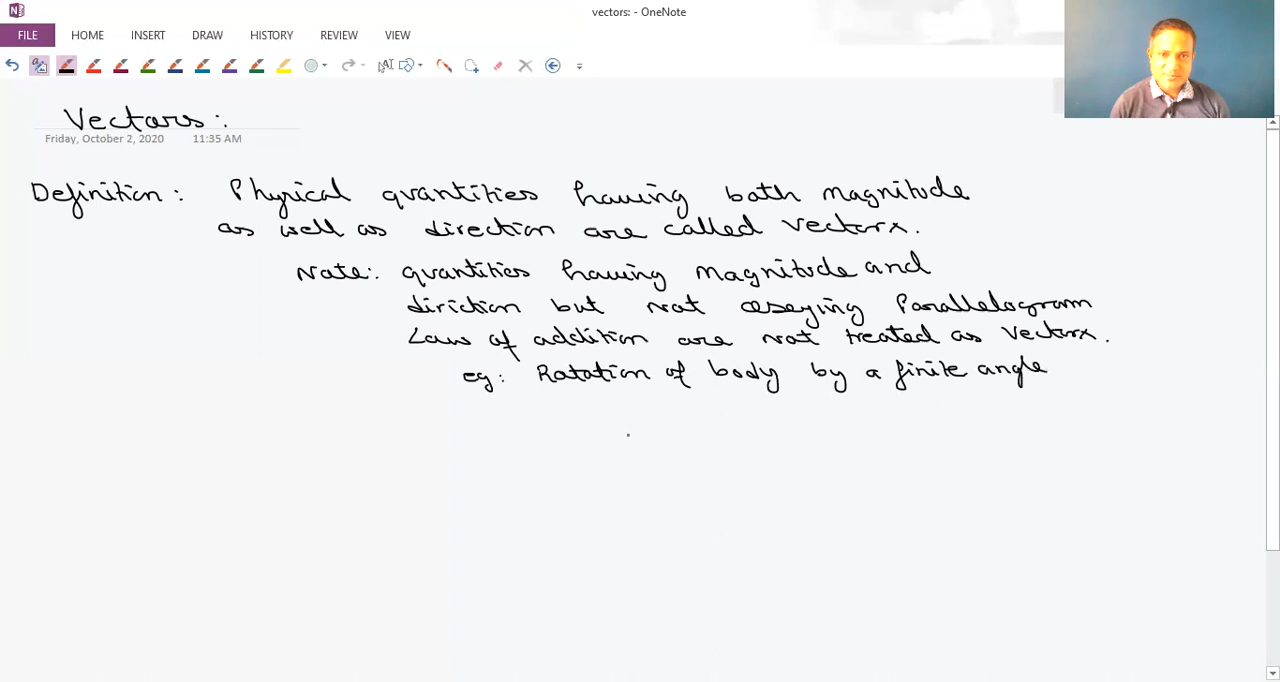 vectors: - OneNote
FILE HOME INSERT DRAW HISTORY REVIEW VIEW
Vectors:
Friday, October 2, 2020 11:35 AM
Definition: Physical quantities having both magnitude
as well as direction are called vectors.
Note: quantities having magnitude and
diriction but not obeying Parallelogram
Law of addition are not treated as vectors.
eg: Rotation of body by a finite angle